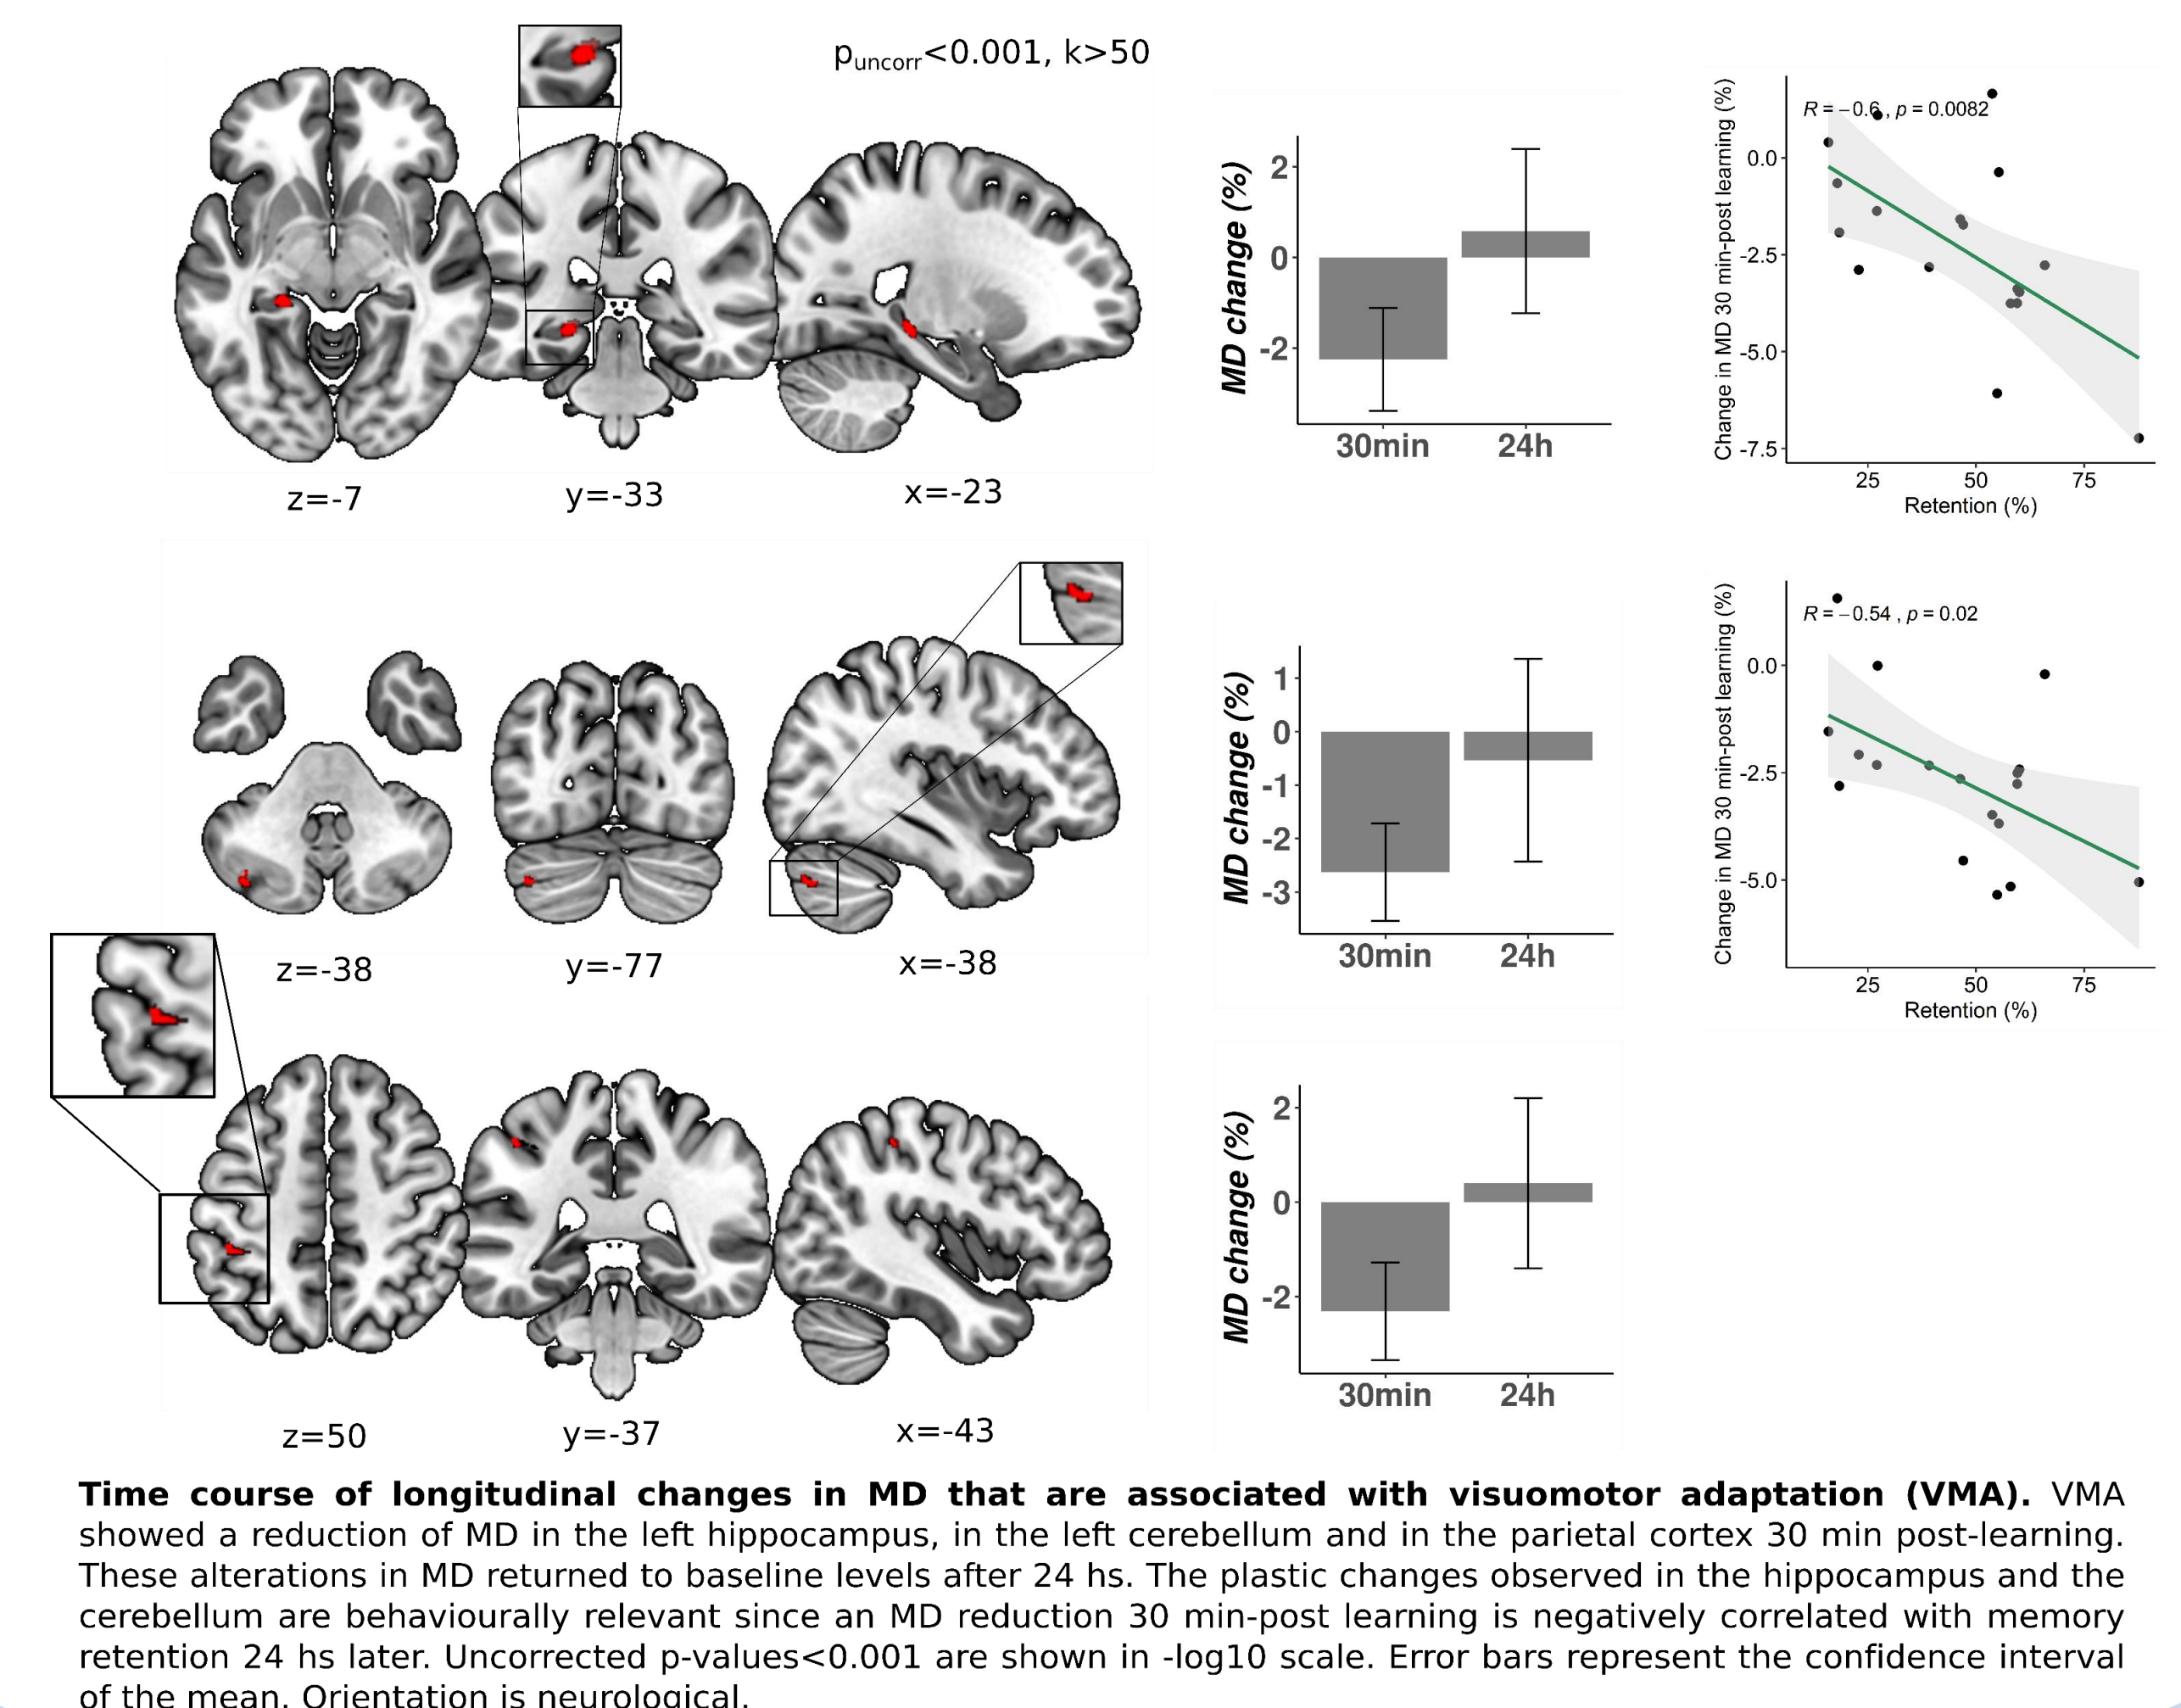 p_uncorr<0.001, k>50
MD change (%)
2
0
-2
30min
24h
Change in MD 30 min-post learning (%)
R = −0.6 , p = 0.0082
0.0
-2.5
-5.0
-7.5
25
50
75
Retention (%)
z=-7
y=-33
x=-23
MD change (%)
1
0
-1
-2
-3
30min
24h
Change in MD 30 min-post learning (%)
R = −0.54 , p = 0.02
0.0
-2.5
-5.0
25
50
75
Retention (%)
z=-38
y=-77
x=-38
MD change (%)
2
0
-2
30min
24h
z=50
y=-37
x=-43
Time course of longitudinal changes in MD that are associated with visuomotor adaptation (VMA). VMA
showed a reduction of MD in the left hippocampus, in the left cerebellum and in the parietal cortex 30 min post-learning.
These alterations in MD returned to baseline levels after 24 hs. The plastic changes observed in the hippocampus and the
cerebellum are behaviourally relevant since an MD reduction 30 min-post learning is negatively correlated with memory
retention 24 hs later. Uncorrected p-values<0.001 are shown in -log10 scale. Error bars represent the confidence interval
of the mean. Orientation is neurological.